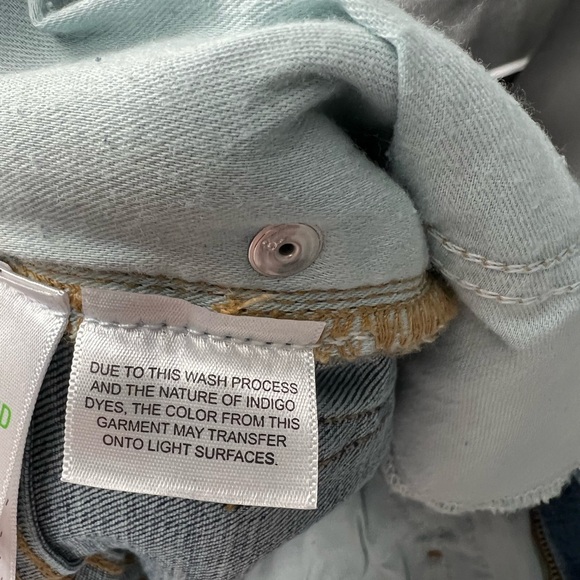 DUE TO THIS WASH PROCESS
AND THE NATURE OF INDIGO
DYES, THE COLOR FROM THIS
GARMENT MAY TRANSFER
ONTO LIGHT SURFACES.
D